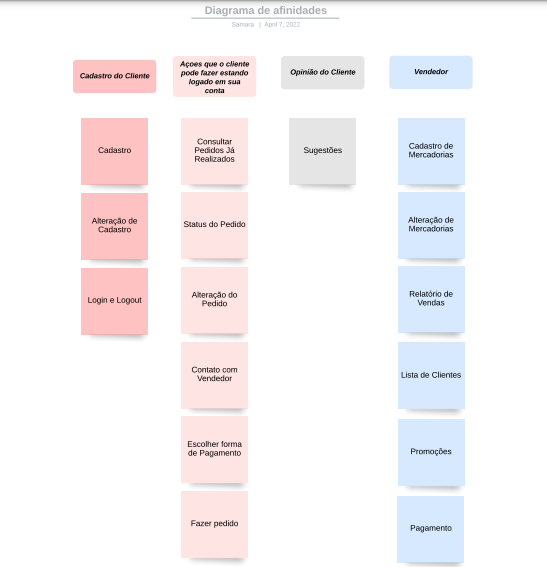 Diagrama de afinidades
Samara | April 7, 2022
Cadastro do Cliente
Açoes que o cliente
pode fazer estando
logado em sua
conta
Opinião do Cliente
Vendedor
Cadastro
Alteração de
Cadastro
Login e Logout
Consultar
Pedidos Já
Realizados
Status do Pedido
Alteração do
Pedido
Contato com
Vendedor
Escolher forma
de Pagamento
Fazer pedido
Sugestões
Cadastro de
Mercadorias
Alteração de
Mercadorias
Relatório de
Vendas
Lista de Clientes
Promoções
Pagamento